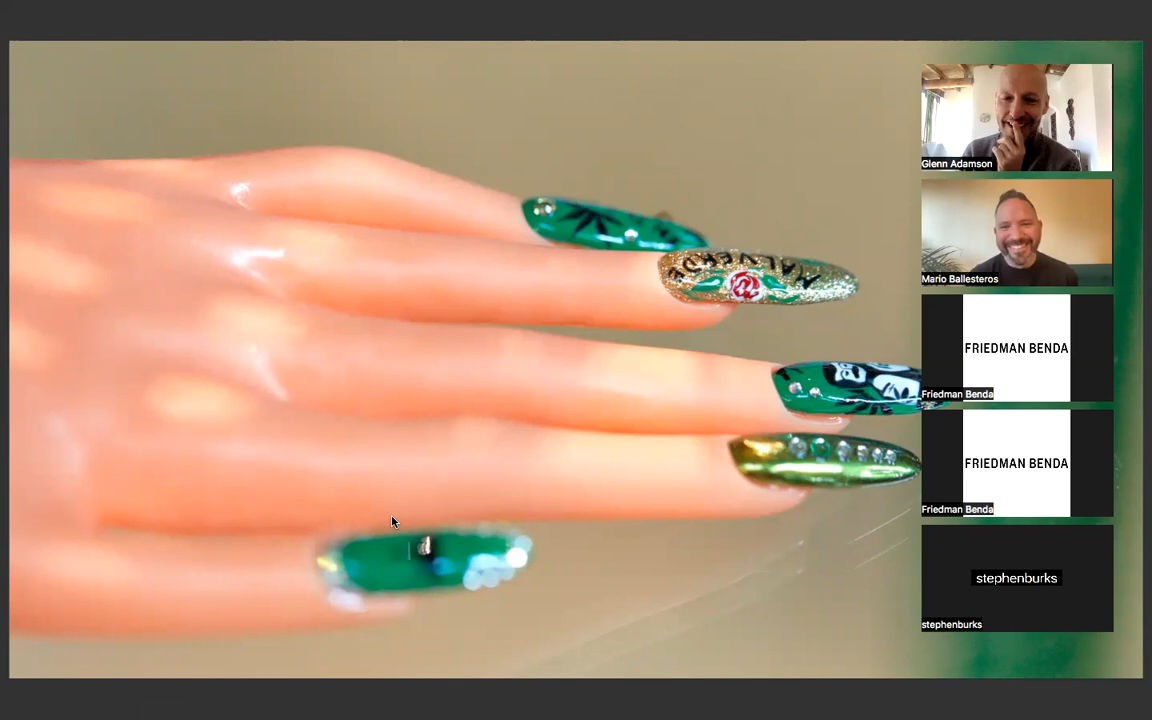 MALVERDE
Glenn Adamson
Mario Ballesteros
FRIEDMAN BENDA
Friedman Benda
FRIEDMAN BENDA
Friedman Benda
stephenburks
stephenburks